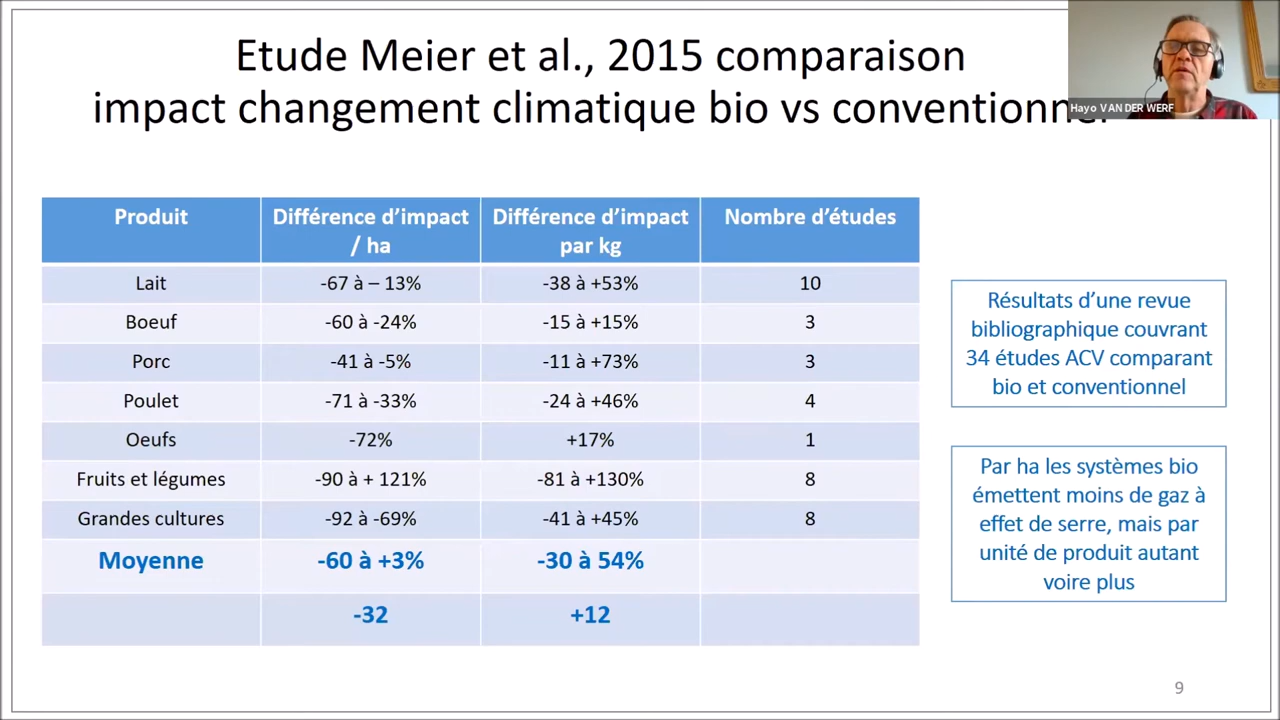 Etude Meier et al., 2015 comparaison
impact changement climatique bio vs conventionnel
Hayo VAN DER WERF
Produit Différence d’impact / ha Différence d’impact par kg Nombre d’études
Lait -67 à – 13% -38 à +53% 10
Boeuf -60 à -24% -15 à +15% 3
Porc -41 à -5% -11 à +73% 3
Poulet -71 à -33% -24 à +46% 4
Oeufs -72% +17% 1
Fruits et légumes -90 à + 121% -81 à +130% 8
Grandes cultures -92 à -69% -41 à +45% 8
Moyenne -60 à +3% -30 à 54%
-32 +12
Résultats d’une revue
bibliographique couvrant
34 études ACV comparant
bio et conventionnel
Par ha les systèmes bio
émettent moins de gaz à
effet de serre, mais par
unité de produit autant
voire plus
9